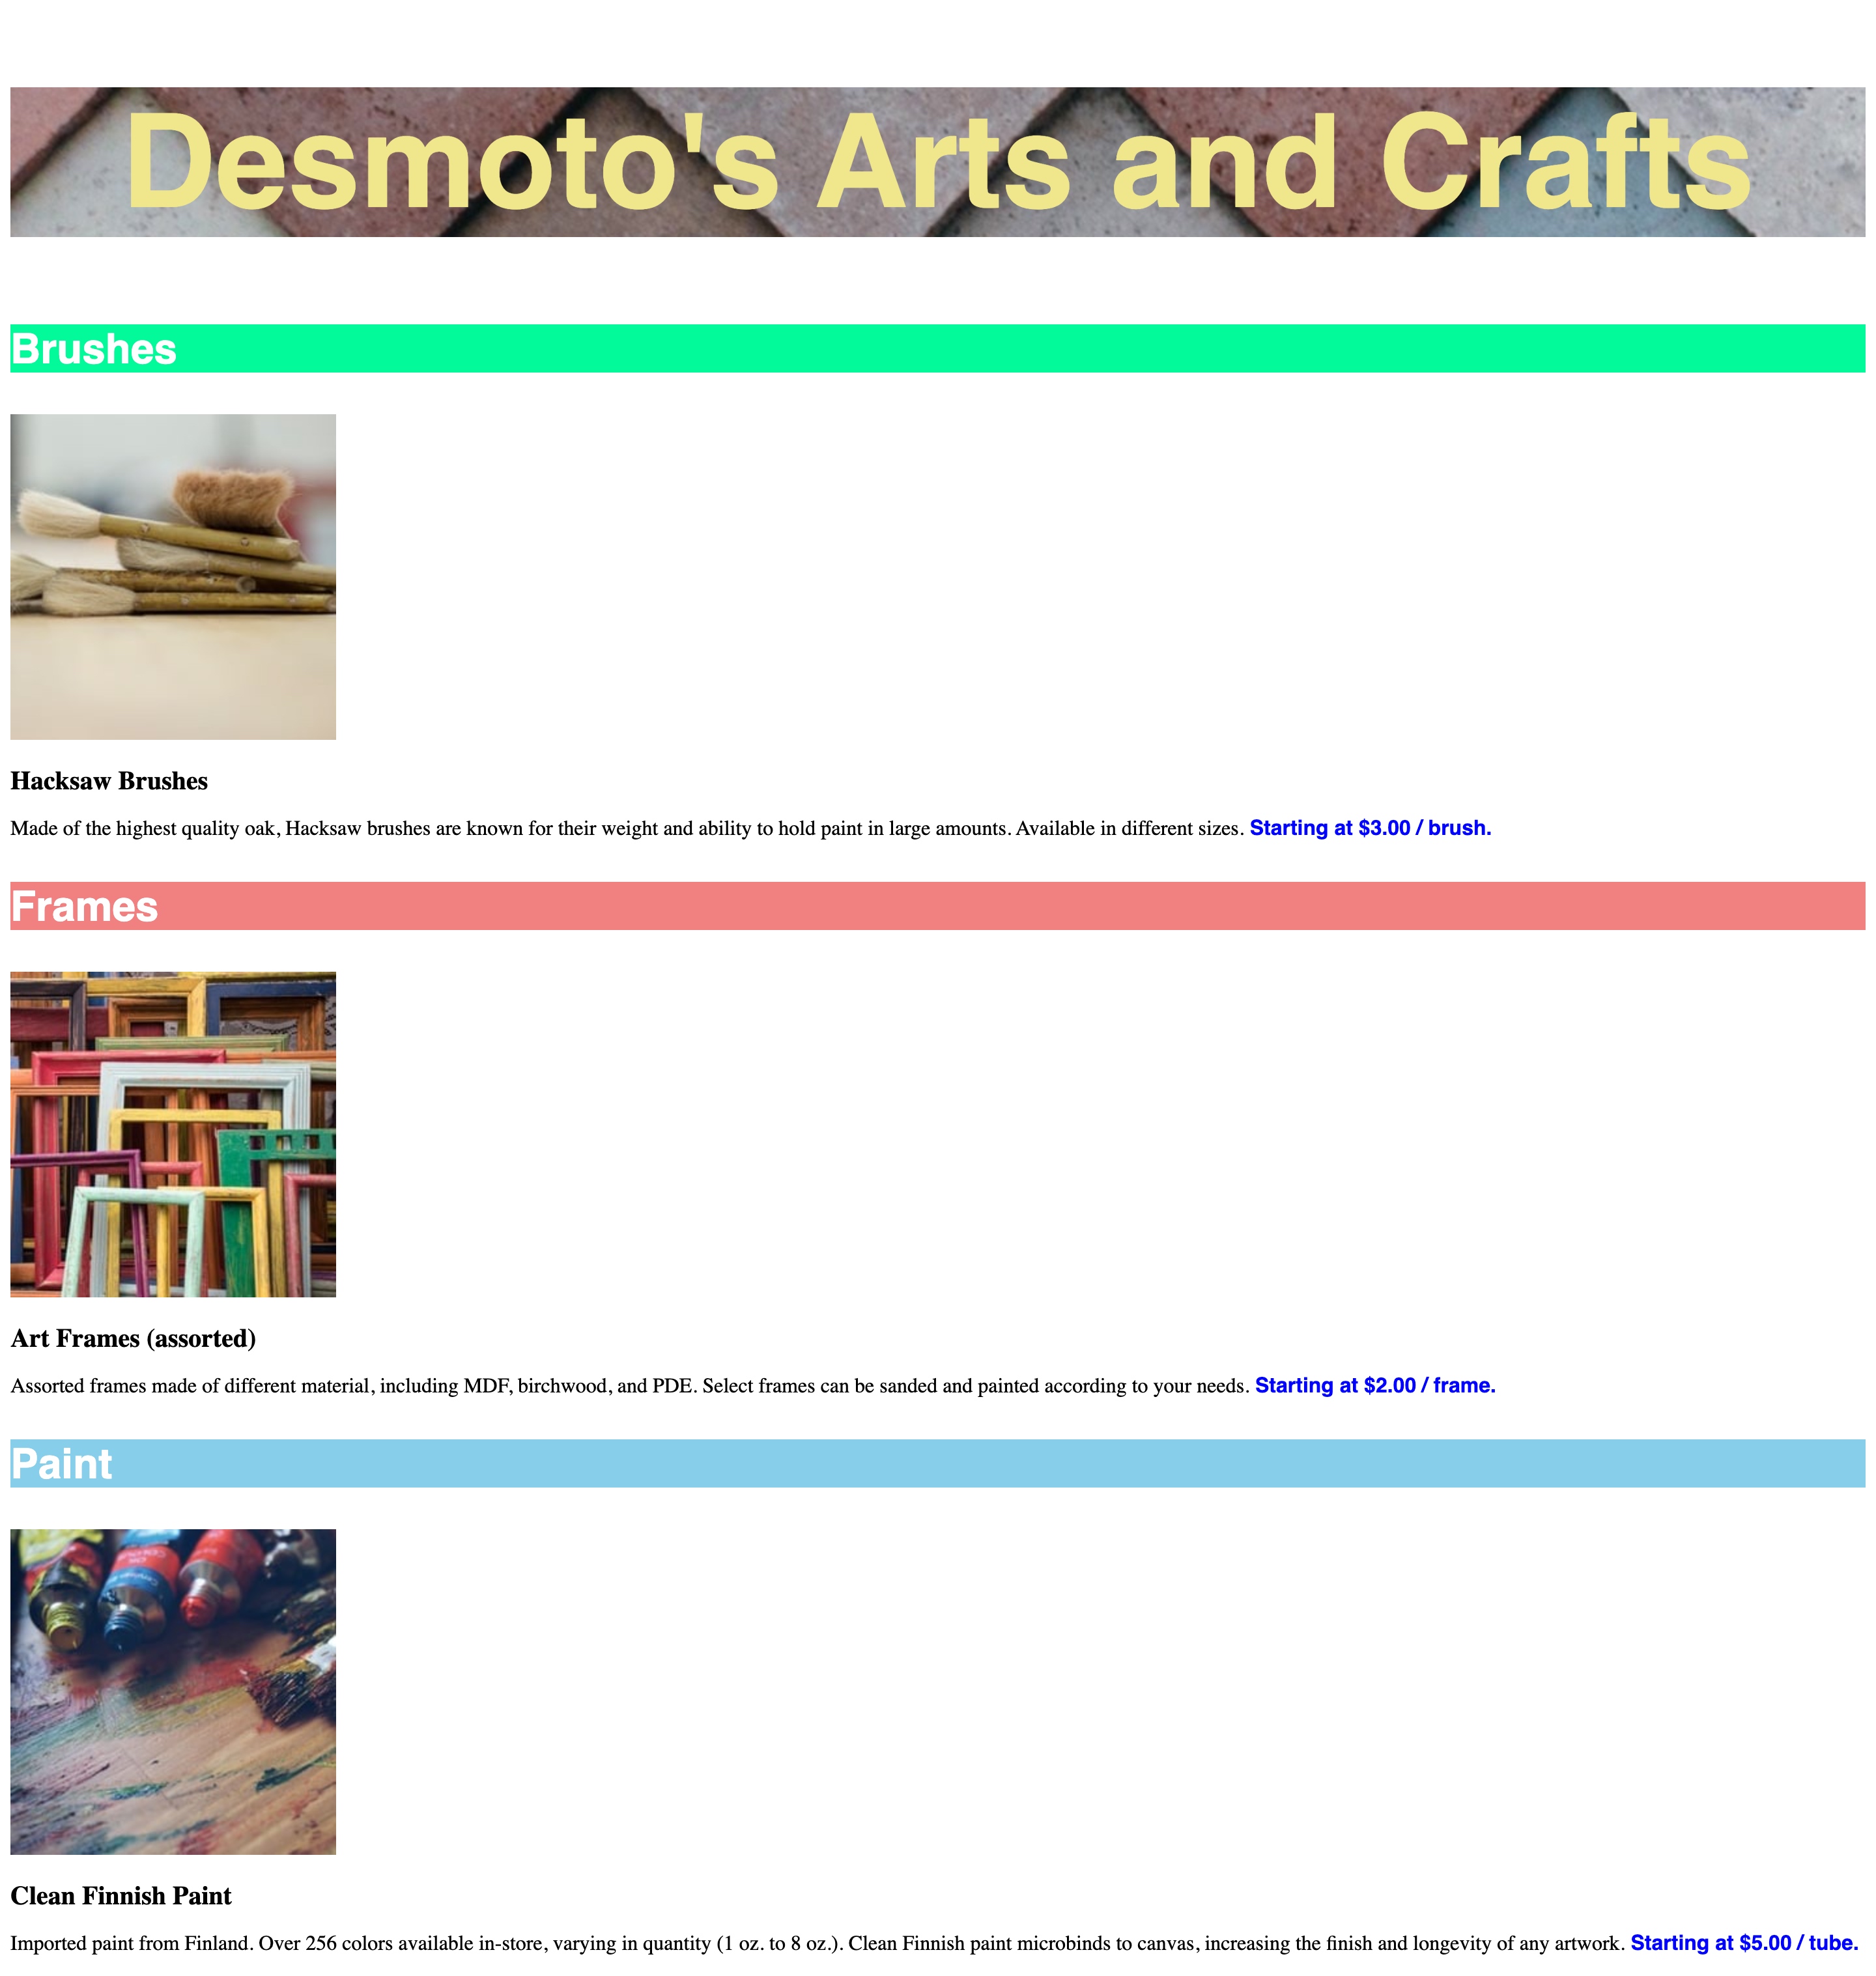 Desmoto's Arts and Crafts
Brushes
Hacksaw Brushes
Made of the highest quality oak, Hacksaw brushes are known for their weight and ability to hold paint in large amounts. Available in different sizes. Starting at $3.00 / brush.
Frames
Art Frames (assorted)
Assorted frames made of different material, including MDF, birchwood, and PDE. Select frames can be sanded and painted according to your needs. Starting at $2.00 / frame.
Paint
Clean Finnish Paint
Imported paint from Finland. Over 256 colors available in-store, varying in quantity (1 oz. to 8 oz.). Clean Finnish paint microbinds to canvas, increasing the finish and longevity of any artwork. Starting at $5.00 / tube.